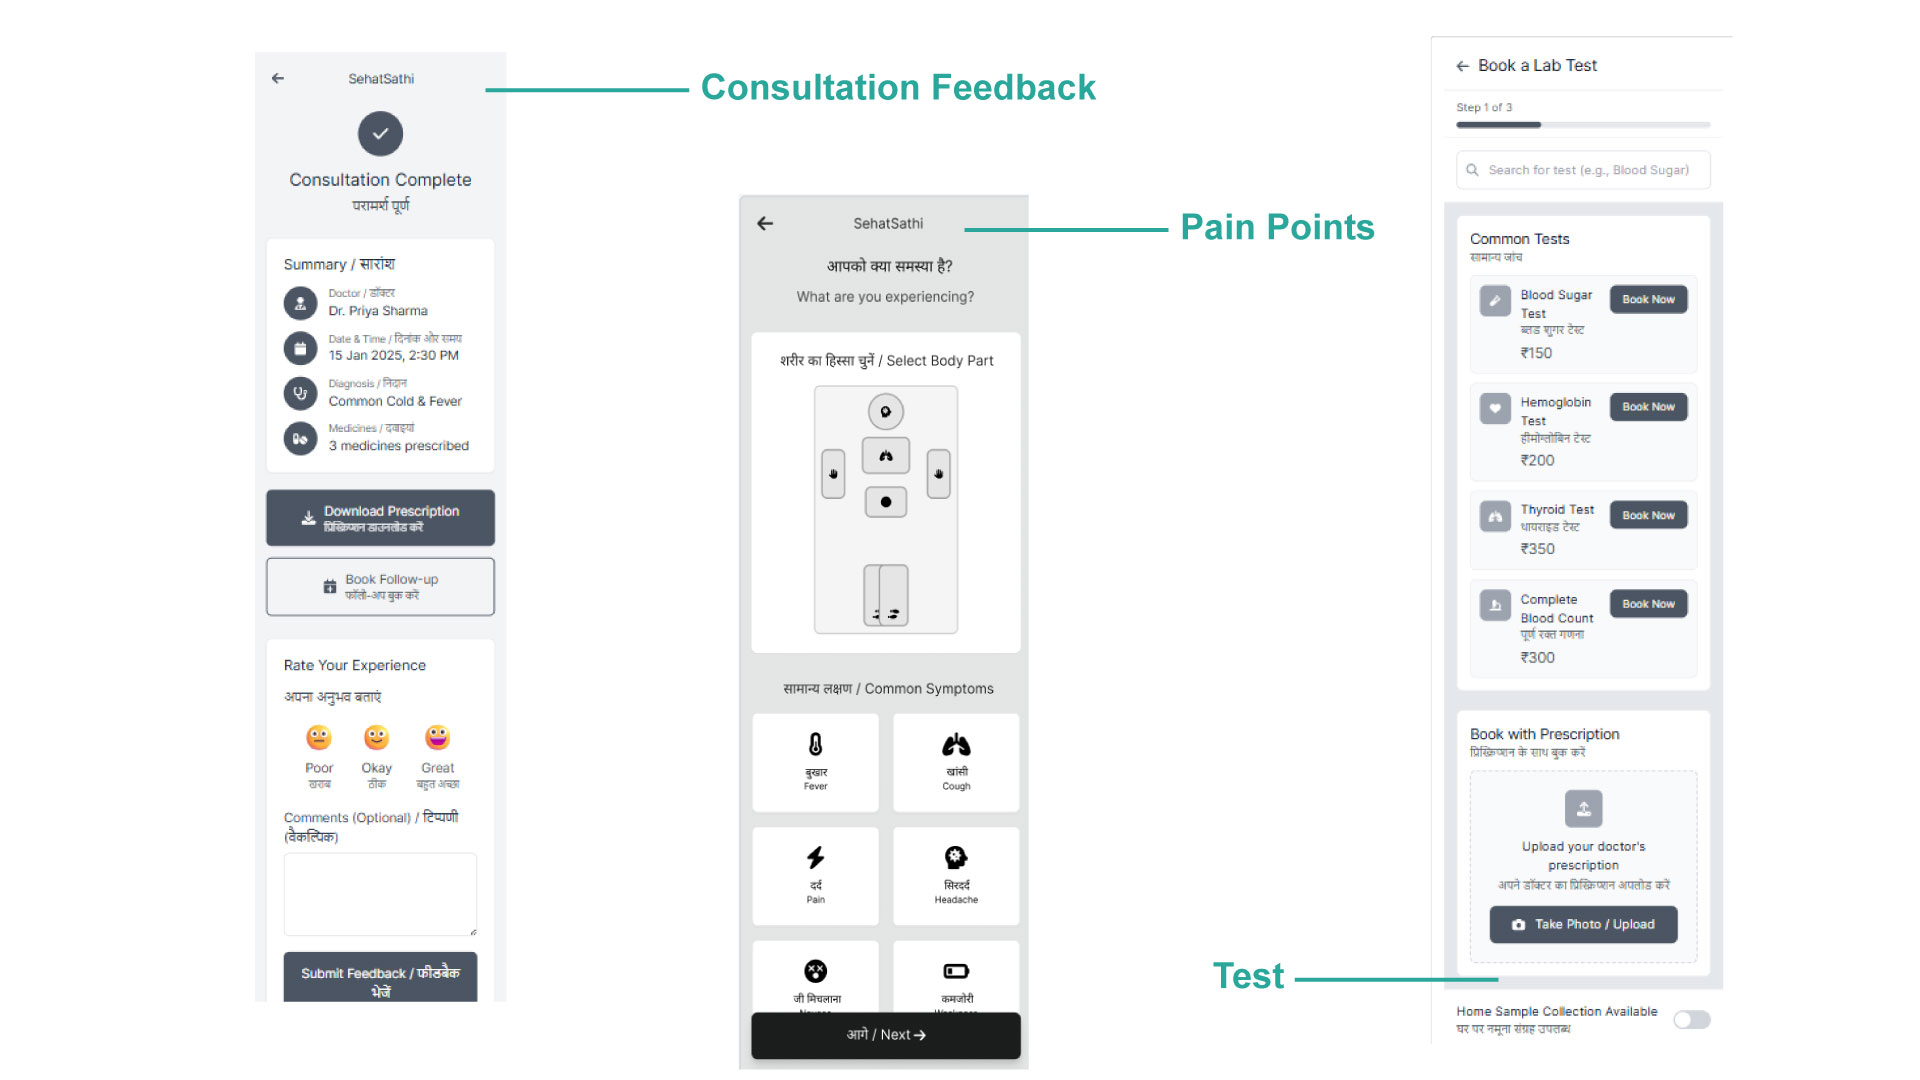 SehatSathi
Consultation Feedback
Consultation Complete
परामर्श पूर्ण
Summary / सारांश
Doctor / डॉक्टर
Dr. Priya Sharma
Date & Time / दिनांक और समय
15 Jan 2025, 2:30 PM
Diagnosis / निदान
Common Cold & Fever
Medicines / दवाइयां
3 medicines prescribed
Download Prescription
प्रिस्क्रिप्शन डाउनलोड करें
Book Follow-up
फॉलो-अप बुक करें
Rate Your Experience
अपना अनुभव बताएं
Poor
खराब
Okay
ठीक
Great
बहुत अच्छा
Comments (Optional) / टिप्पणी
(वैकल्पिक)
Submit Feedback / फीडबैक
भेजें
SehatSathi
Pain Points
आपको क्या समस्या है?
What are you experiencing?
शरीर का हिस्सा चुनें / Select Body Part
सामान्य लक्षण / Common Symptoms
बुखार
Fever
खांसी
Cough
दर्द
Pain
सिरदर्द
Headache
जी मिचलाना
कमजोरी
आगे / Next
Book a Lab Test
Step 1 of 3
Search for test (e.g., Blood Sugar)
Common Tests
सामान्य जांच
Blood Sugar
Test
ब्लड शुगर टेस्ट
₹150
Book Now
Hemoglobin
Test
हीमोग्लोबिन टेस्ट
₹200
Book Now
Thyroid Test
थायराइड टेस्ट
₹350
Book Now
Complete
Blood Count
पूर्ण रक्त गणना
₹300
Book Now
Book with Prescription
प्रिस्क्रिप्शन के साथ बुक करें
Upload your doctor's
prescription
अपने डॉक्टर का प्रिस्क्रिप्शन अपलोड करें
Take Photo / Upload
Test
Home Sample Collection Available
घर पर नमूना संग्रह उपलब्ध